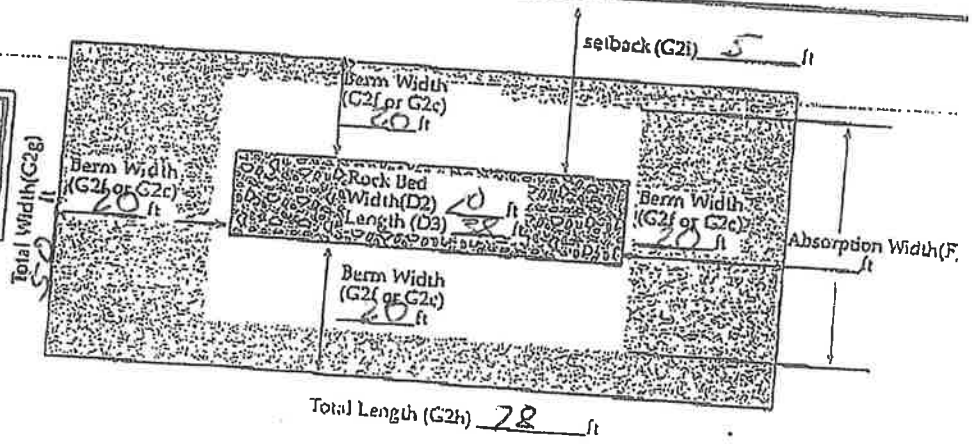 setback (G2i) 5 ft
Berm Width
(G2f or G2c)
20 ft
Total Width(G2g)
50 ft
Berm Width
(G2f or G2c)
20 ft
Rock Bed
Width(D2) 10 ft
Length (D3) ft
Berm Width
(G2f or G2c)
20 ft
Absorption Width(F
ft
Berm Width
(G2f or G2c)
20 ft
Total Length (G2h) 78 ft